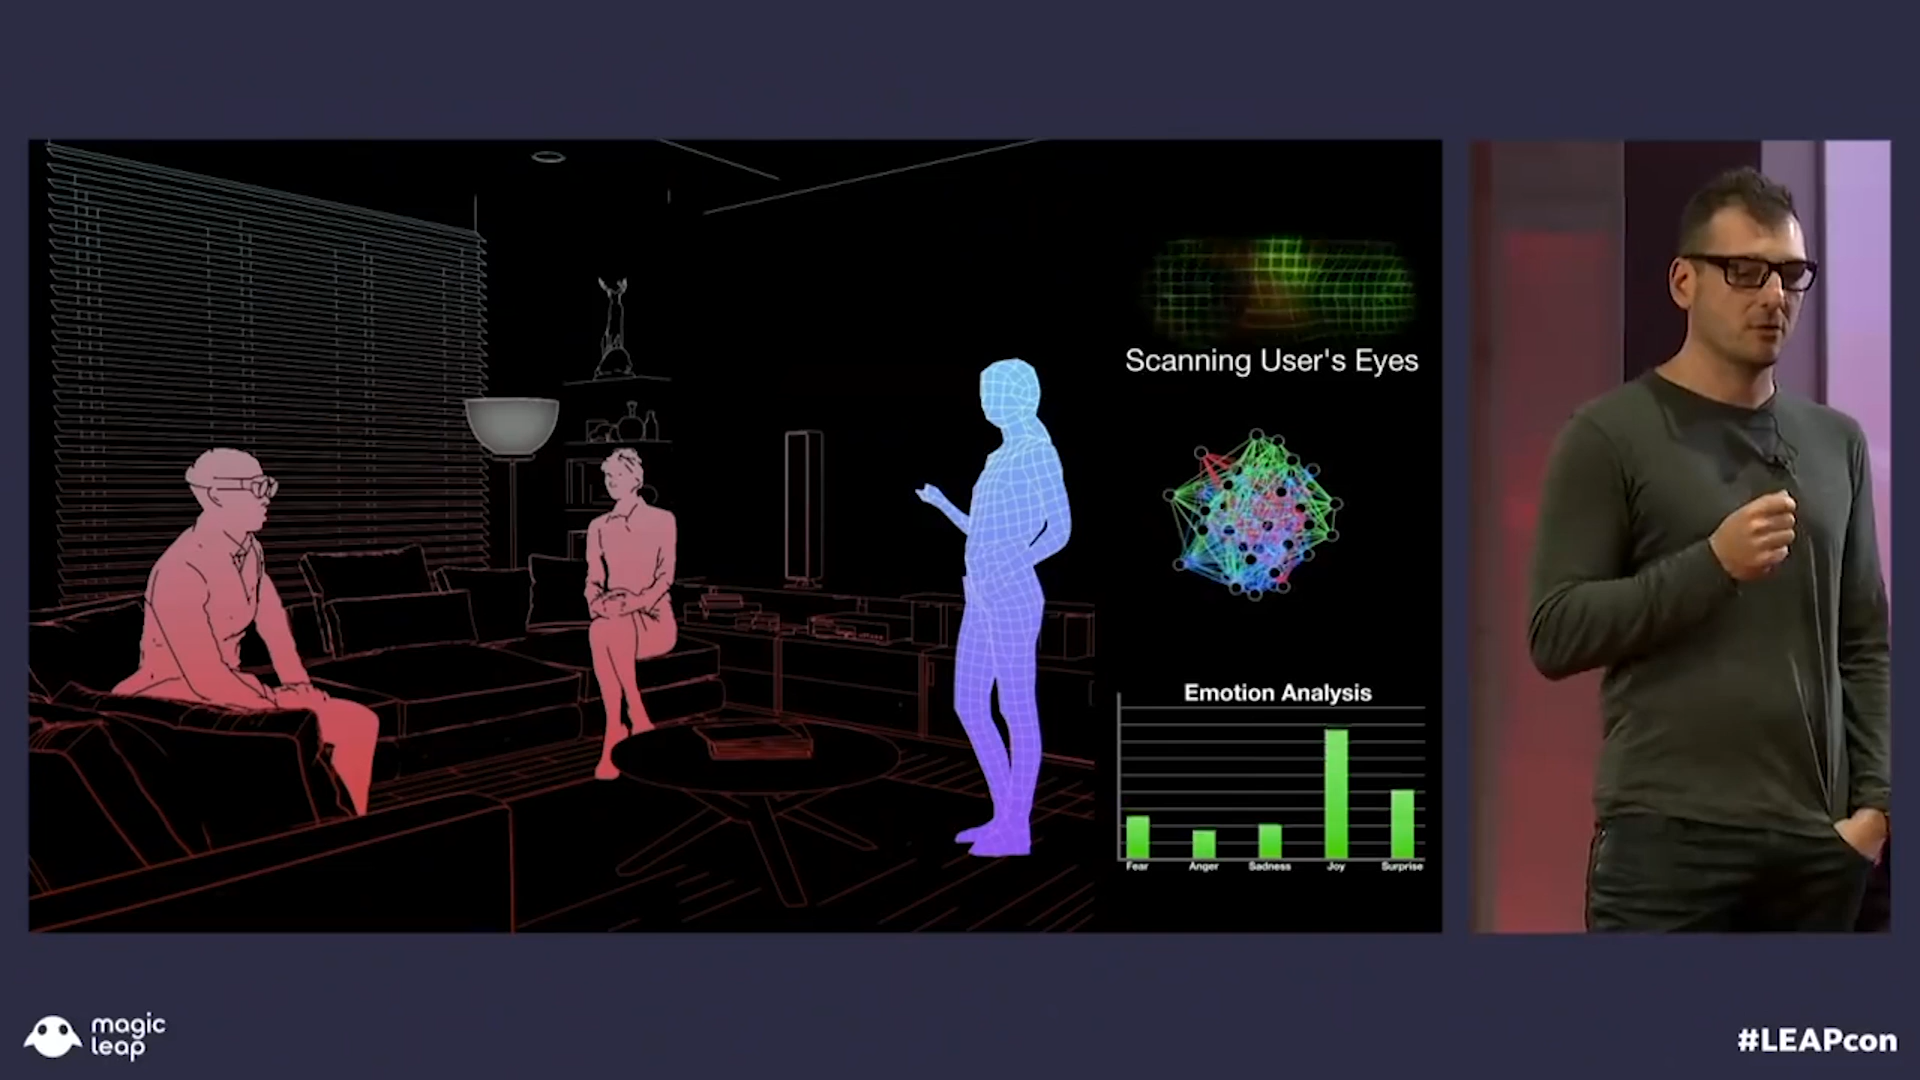 Scanning User's Eyes
Emotion Analysis
Fear
Anger
Sadness
Joy
Surprise
magic
leap
#LEAPcon